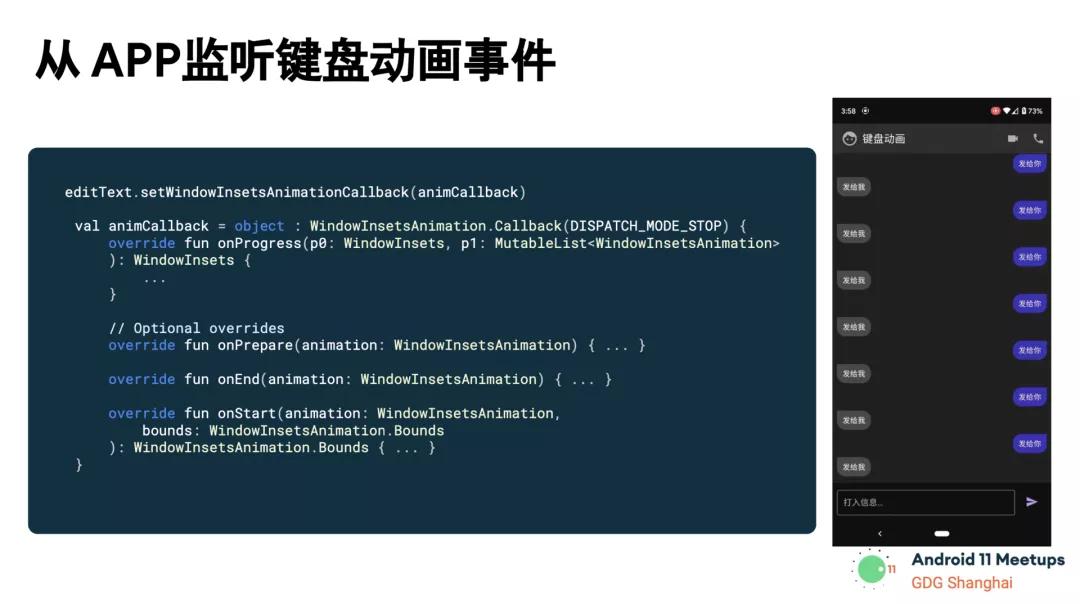 从 APP监听键盘动画事件
editText.setWindowInsetsAnimationCallback(animCallback)
val animCallback = object : WindowInsetsAnimation.Callback(DISPATCH_MODE_STOP) {
override fun onProgress(p0: WindowInsets, p1: MutableList<WindowInsetsAnimation>
): WindowInsets {
...
}
// Optional overrides
override fun onPrepare(animation: WindowInsetsAnimation) { ... }
override fun onEnd(animation: WindowInsetsAnimation) { ... }
override fun onStart(animation: WindowInsetsAnimation,
bounds: WindowInsetsAnimation.Bounds
): WindowInsetsAnimation.Bounds { ... }
}
3:58
73%
键盘动画
发给你
发给我
发给你
发给我
发给你
发给我
发给你
发给我
发给你
发给我
发给你
发给我
发给你
发给我
打入信息...
11
Android 11 Meetups
GDG Shanghai